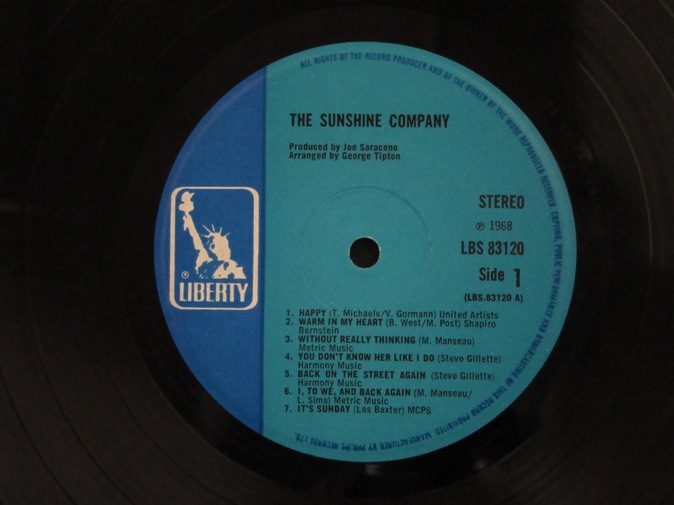 ALL RIGHTS OF THE RECORD PRODUCER AND OF THE OWNER OF THE WORK REPRODUCED RESERVED. COPYING, PUBLIC PERFORMANCE AND BROADCASTING OF THIS RECORD PROHIBITED. MANUFACTURED BY PHILIPS RECORDS LTD.
THE SUNSHINE COMPANY
Produced by Joe Saraceno
Arranged by George Tipton
STEREO
℗ 1968
LBS 83120
Side 1
(LBS.83120 A)
®
LIBERTY
1. HAPPY (T. Michaels/V. Gormann) United Artists
2. WARM IN MY HEART (B. West/M. Post) Shapiro
Bernstein
3. WITHOUT REALLY THINKING (M. Manseau)
Metric Music
4. YOU DON'T KNOW HER LIKE I DO (Steve Gillette)
Harmony Music
5. BACK ON THE STREET AGAIN (Steve Gillette)
Harmony Music
6. I, TO WE, AND BACK AGAIN (M. Manseau/
L. Sims) Metric Music
7. IT'S SUNDAY (Les Baxter) MCPS